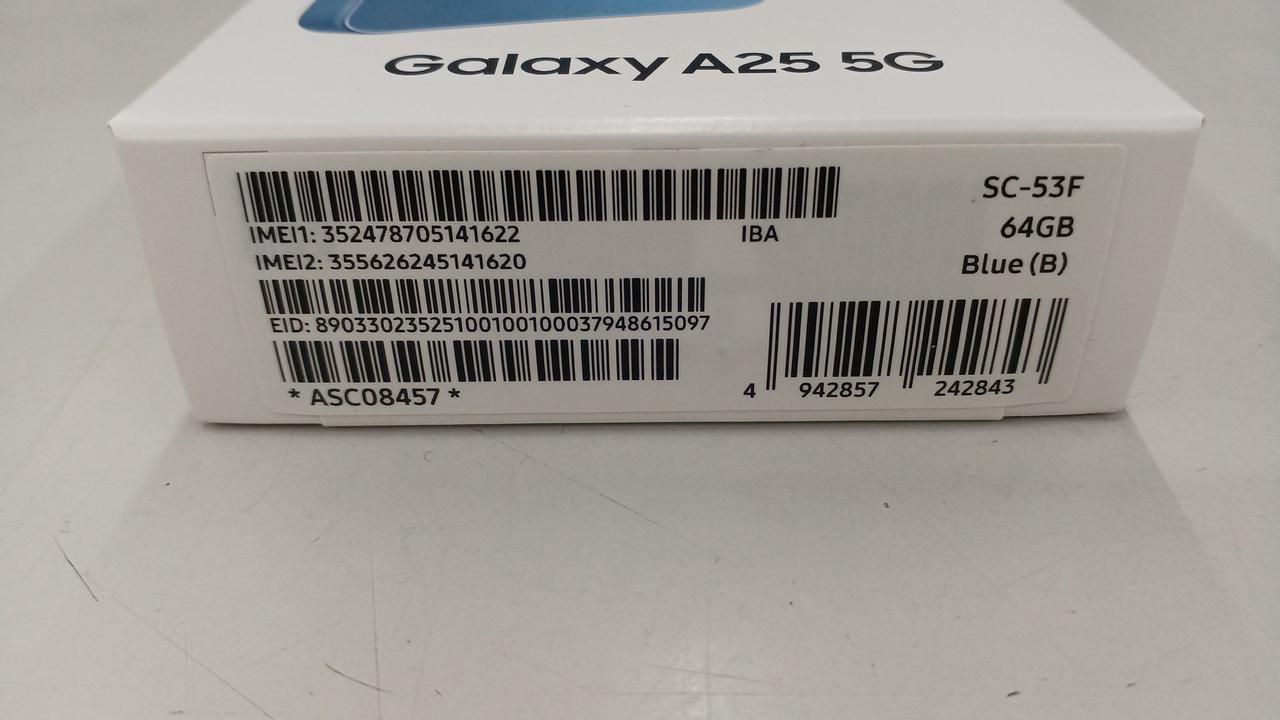 Galaxy A25 5G
IMEI1: 352478705141622
IBA
IMEI2: 355626245141620
EID: 89033023525100100100037948615097
* ASC08457 *
SC-53F
64GB
Blue (B)
4 942857 242843